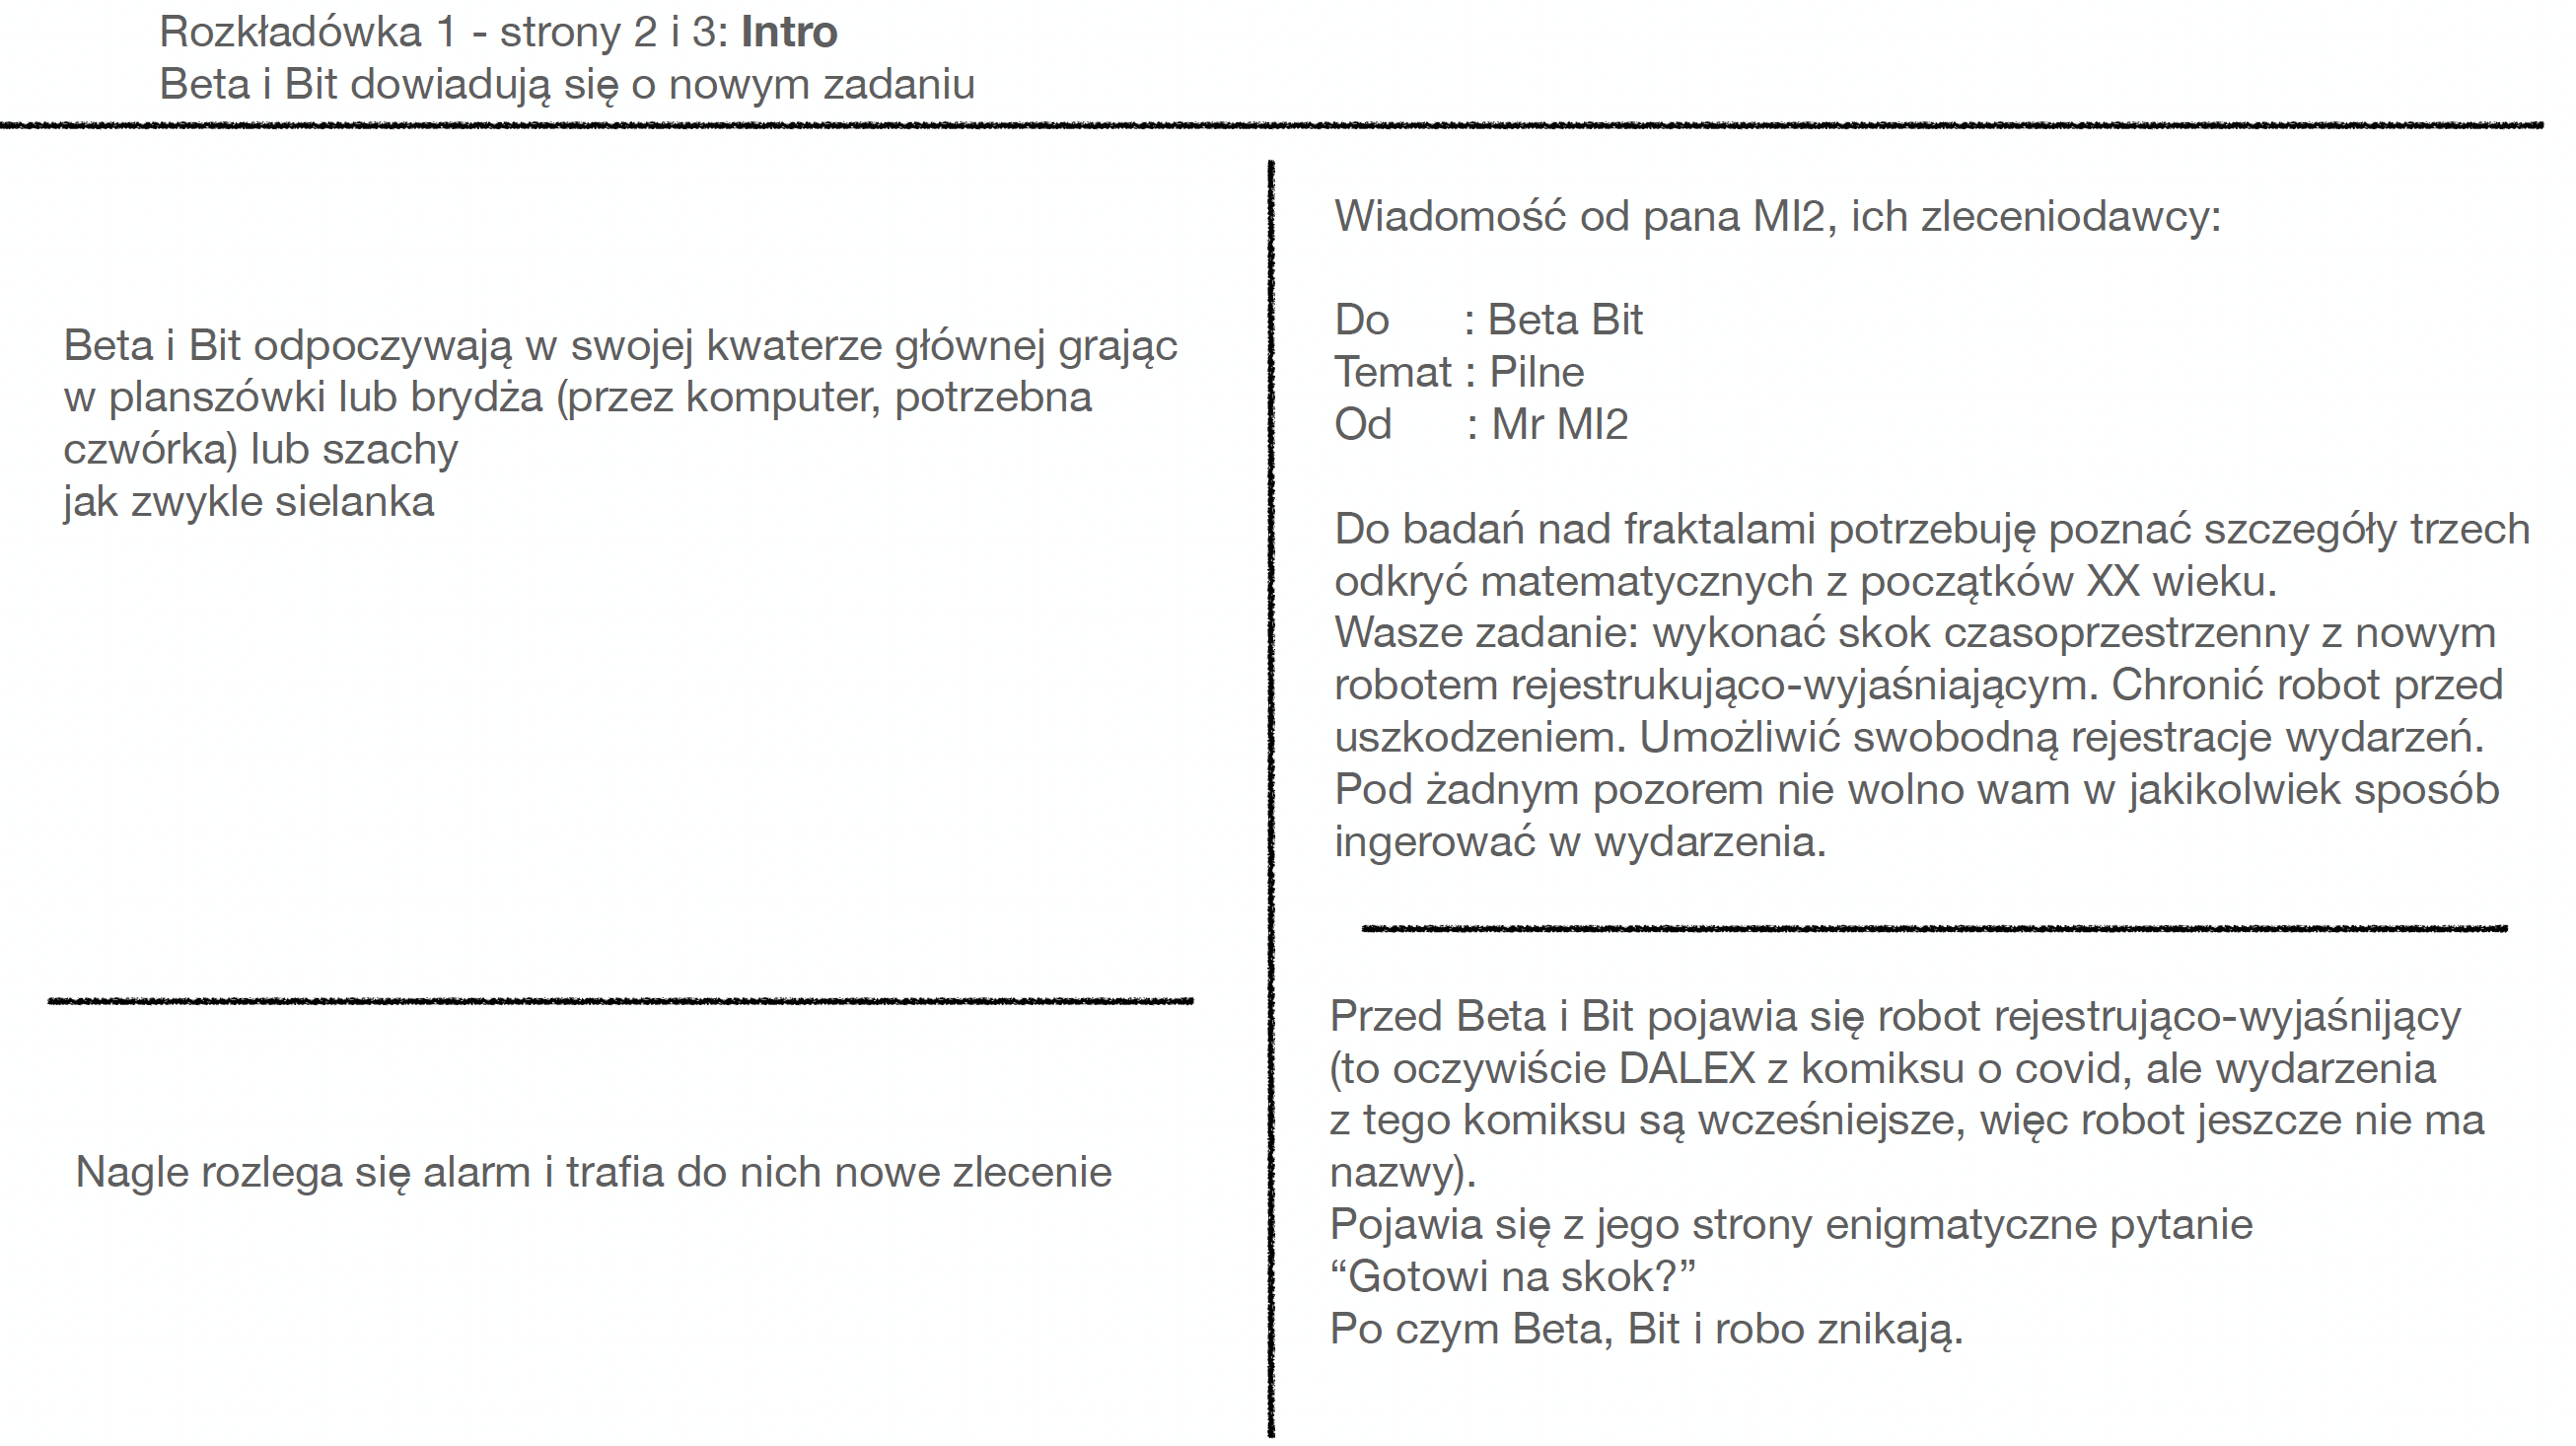 Rozkładówka 1 - strony 2 i 3: Intro
Beta i Bit dowiadują się o nowym zadaniu
Beta i Bit odpoczywają w swojej kwaterze głównej grając
w planszówki lub brydża (przez komputer, potrzebna
czwórka) lub szachy
jak zwykle sielanka
Nagle rozlega się alarm i trafia do nich nowe zlecenie
Wiadomość od pana MI2, ich zleceniodawcy:
Do : Beta Bit
Temat : Pilne
Od : Mr MI2
Do badań nad fraktalami potrzebuję poznać szczegóły trzech
odkryć matematycznych z początków XX wieku.
Wasze zadanie: wykonać skok czasoprzestrzenny z nowym
robotem rejestrukująco-wyjaśniającym. Chronić robot przed
uszkodzeniem. Umożliwić swobodną rejestracje wydarzeń.
Pod żadnym pozorem nie wolno wam w jakikolwiek sposób
ingerować w wydarzenia.
Przed Beta i Bit pojawia się robot rejestrująco-wyjaśnijący
(to oczywiście DALEX z komiksu o covid, ale wydarzenia
z tego komiksu są wcześniejsze, więc robot jeszcze nie ma
nazwy).
Pojawia się z jego strony enigmatyczne pytanie
“Gotowi na skok?”
Po czym Beta, Bit i robo znikają.